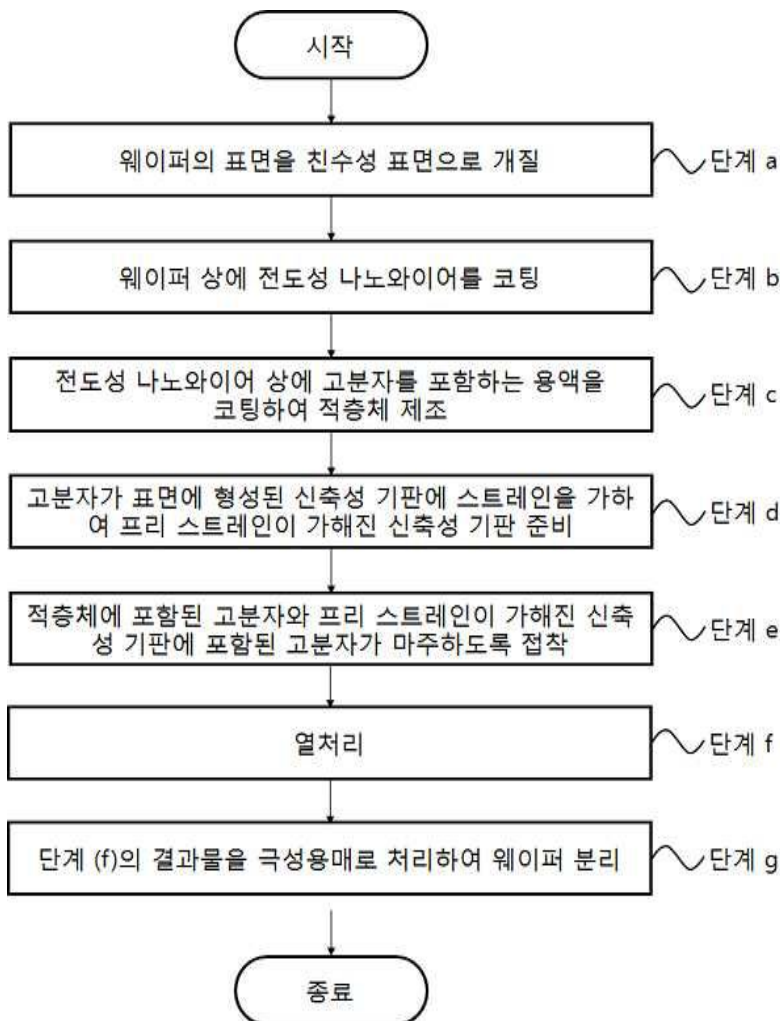 시작
웨이퍼의 표면을 친수성 표면으로 개질
단계 a
웨이퍼 상에 전도성 나노와이어를 코팅
단계 b
전도성 나노와이어 상에 고분자를 포함하는 용액을
코팅하여 적층체 제조
단계 c
고분자가 표면에 형성된 신축성 기판에 스트레인을 가하
여 프리 스트레인이 가해진 신축성 기판 준비
단계 d
적층체에 포함된 고분자와 프리 스트레인이 가해진 신축
성 기판에 포함된 고분자가 마주하도록 접착
단계 e
열처리
단계 f
단계 (f)의 결과물을 극성용매로 처리하여 웨이퍼 분리
단계 g
종료